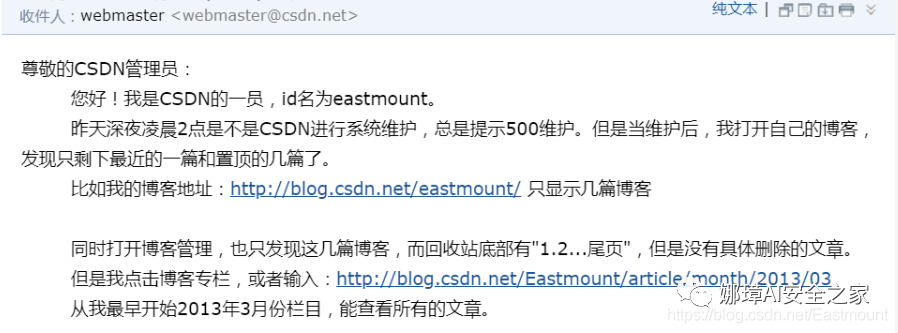 收件人：webmaster <webmaster@csdn.net>
纯文本 |
尊敬的CSDN管理员：
您好！我是CSDN的一员，id名为eastmount。
昨天深夜凌晨2点是不是CSDN进行系统维护，总是提示500维护。但是当维护后，我打开自己的博客，
发现只剩下最近的一篇和置顶的几篇了。
比如我的博客地址：http://blog.csdn.net/eastmount/ 只显示几篇博客
同时打开博客管理，也只发现这几篇博客，而回收站底部有"1.2...尾页"，但是没有具体删除的文章。
但是我点击博客专栏，或者输入：http://blog.csdn.net/Eastmount/article/month/2013/03
从我最早开始2013年3月份栏目，能查看所有的文章。
娜璋AI安全之家
https://blog.csdn.net/Eastmount